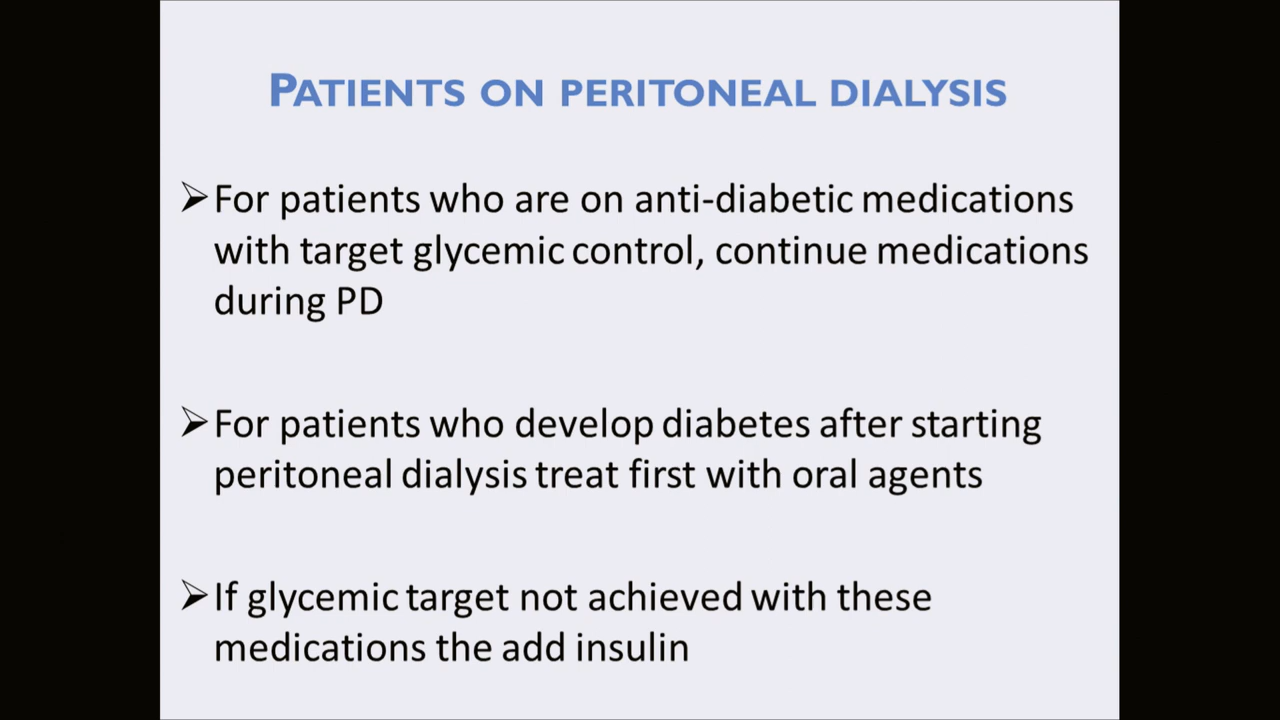 PATIENTS ON PERITONEAL DIALYSIS
➢For patients who are on anti-diabetic medications
with target glycemic control, continue medications
during PD
➢For patients who develop diabetes after starting
peritoneal dialysis treat first with oral agents
➢If glycemic target not achieved with these
medications the add insulin